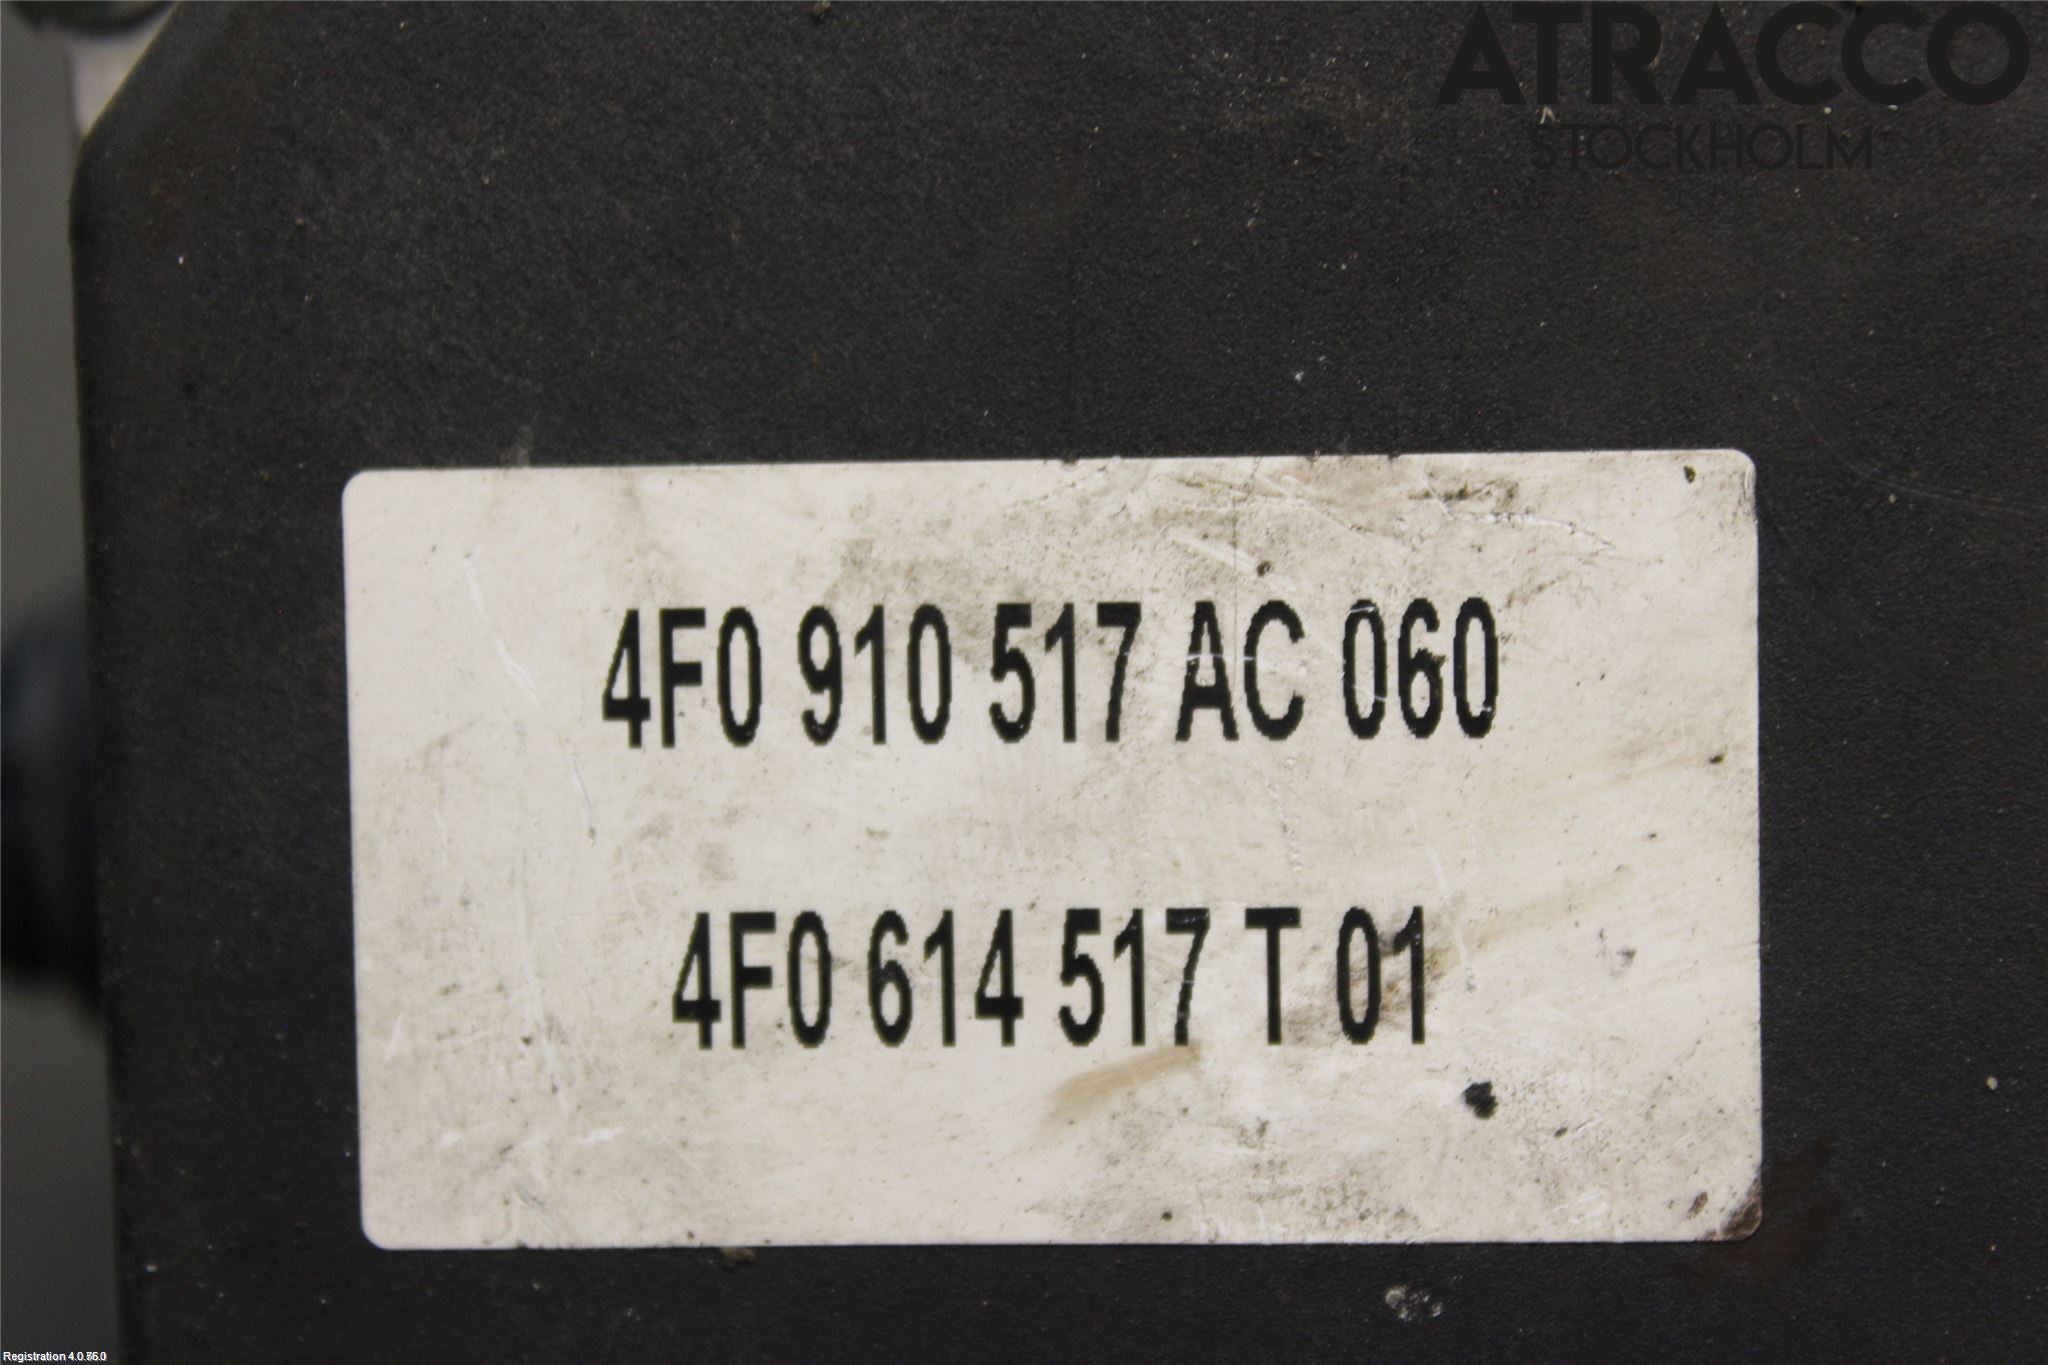 ATRACCO
STOCKHOLM
4F0 910 517 AC 060
4F0 614 517 T 01